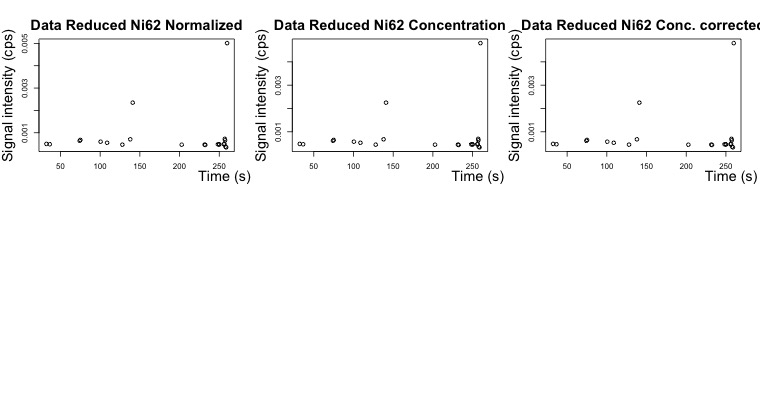 Data Reduced Ni62 Normalized
Signal intensity (cps)
0.001 0.003 0.005
50 100 150 200 250
Time (s)
Data Reduced Ni62 Concentration
Signal intensity (cps)
0.001 0.003
50 100 150 200 250
Time (s)
Data Reduced Ni62 Conc. corrected
Signal intensity (cps)
0.001 0.003
50 100 150 200 250
Time (s)